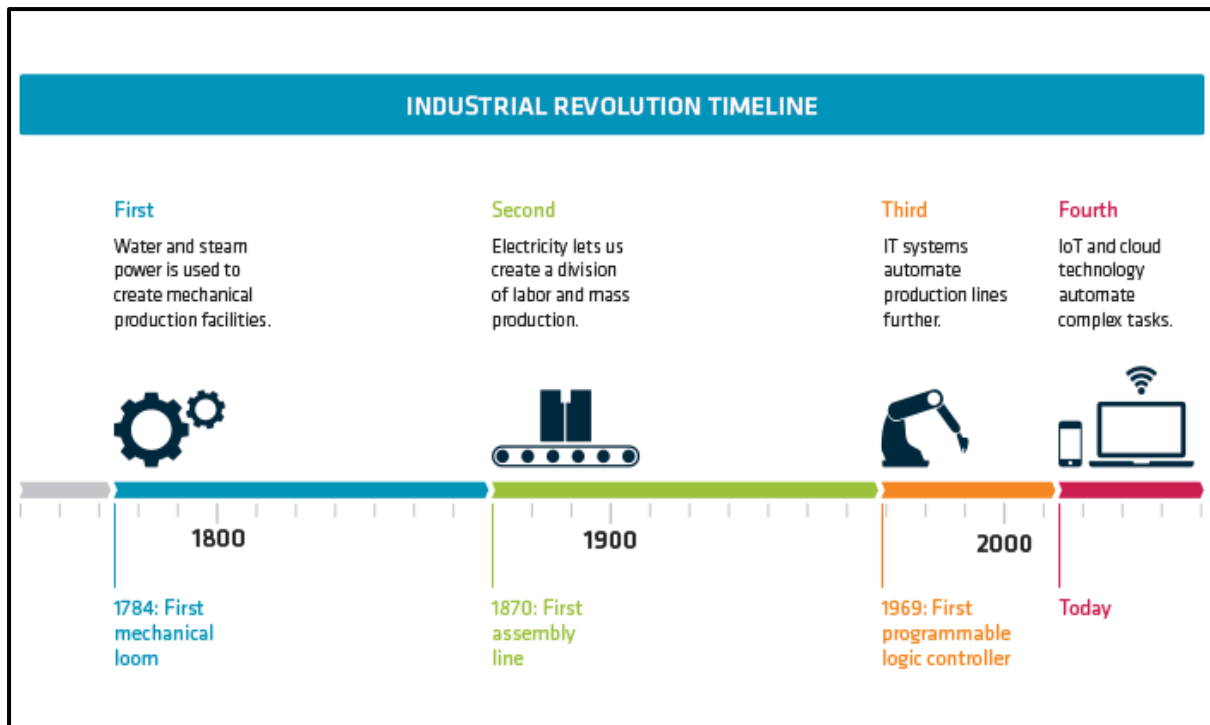 INDUSTRIAL REVOLUTION TIMELINE
First
Water and steam
power is used to
create mechanical
production facilities.
Second
Electricity lets us
create a division
of labor and mass
production.
Third
IT systems
automate
production lines
further.
Fourth
IoT and cloud
technology
automate
complex tasks.
1800
1900
2000
1784: First
mechanical
loom
1870: First
assembly
line
1969: First
programmable
logic controller
Today